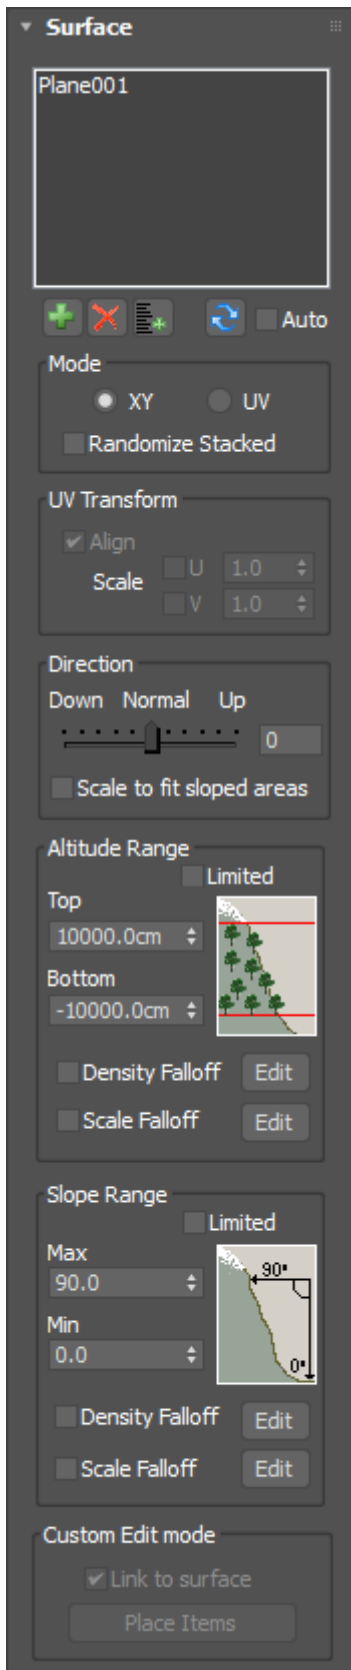 Surface
Plane001
Auto
Mode
XY UV
Randomize Stacked
UV Transform
Align
Scale U 1.0
V 1.0
Direction
Down Normal Up
0
Scale to fit sloped areas
Altitude Range
Limited
Top
10000.0cm
Bottom
-10000.0cm
Density Falloff Edit
Scale Falloff Edit
Slope Range
Limited
Max
90.0
90°
Min
0.0
0°
Density Falloff Edit
Scale Falloff Edit
Custom Edit mode
Link to surface
Place Items